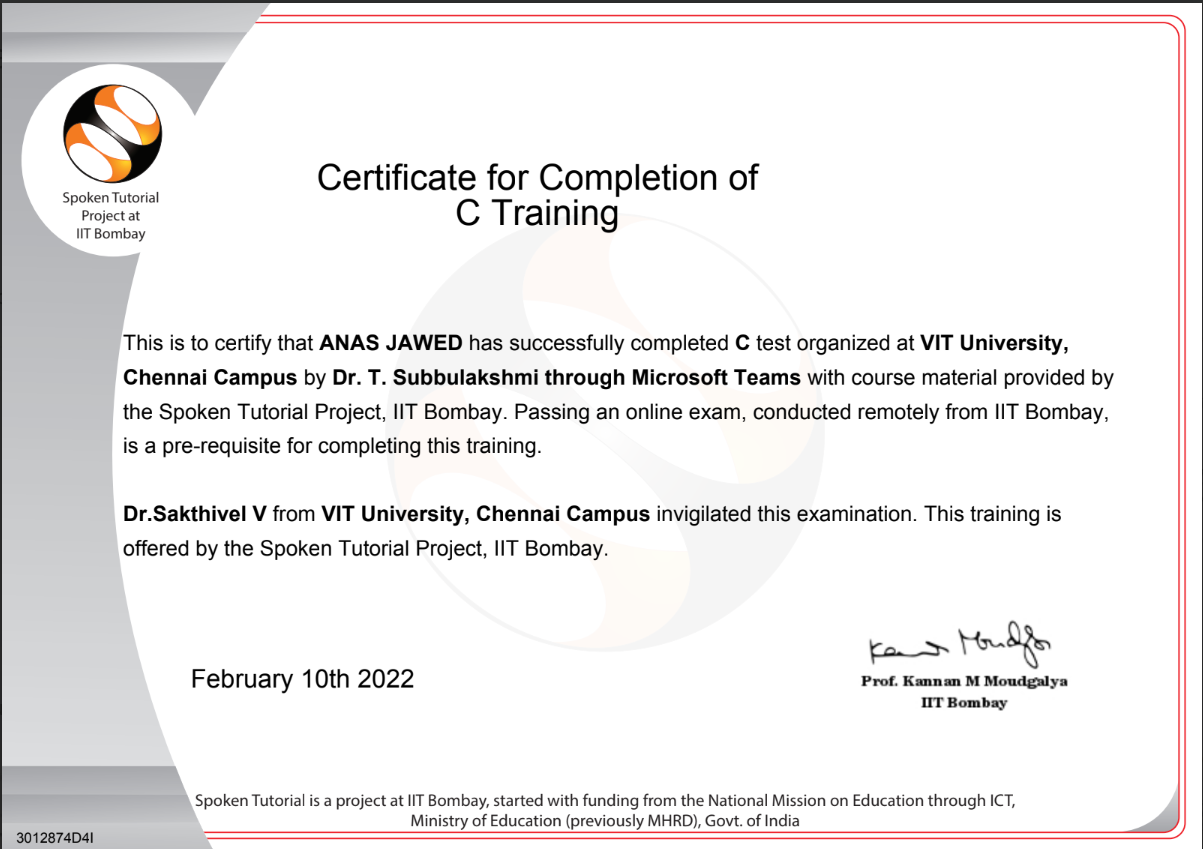 Spoken Tutorial
Project at
IIT Bombay
Certificate for Completion of
C Training
This is to certify that ANAS JAWED has successfully completed C test organized at VIT University,
Chennai Campus by Dr. T. Subbulakshmi through Microsoft Teams with course material provided by
the Spoken Tutorial Project, IIT Bombay. Passing an online exam, conducted remotely from IIT Bombay,
is a pre-requisite for completing this training.
Dr.Sakthivel V from VIT University, Chennai Campus invigilated this examination. This training is
offered by the Spoken Tutorial Project, IIT Bombay.
February 10th 2022
Prof. Kannan M Moudgalya
IIT Bombay
Spoken Tutorial is a project at IIT Bombay, started with funding from the National Mission on Education through ICT,
Ministry of Education (previously MHRD), Govt. of India
3012874D4I